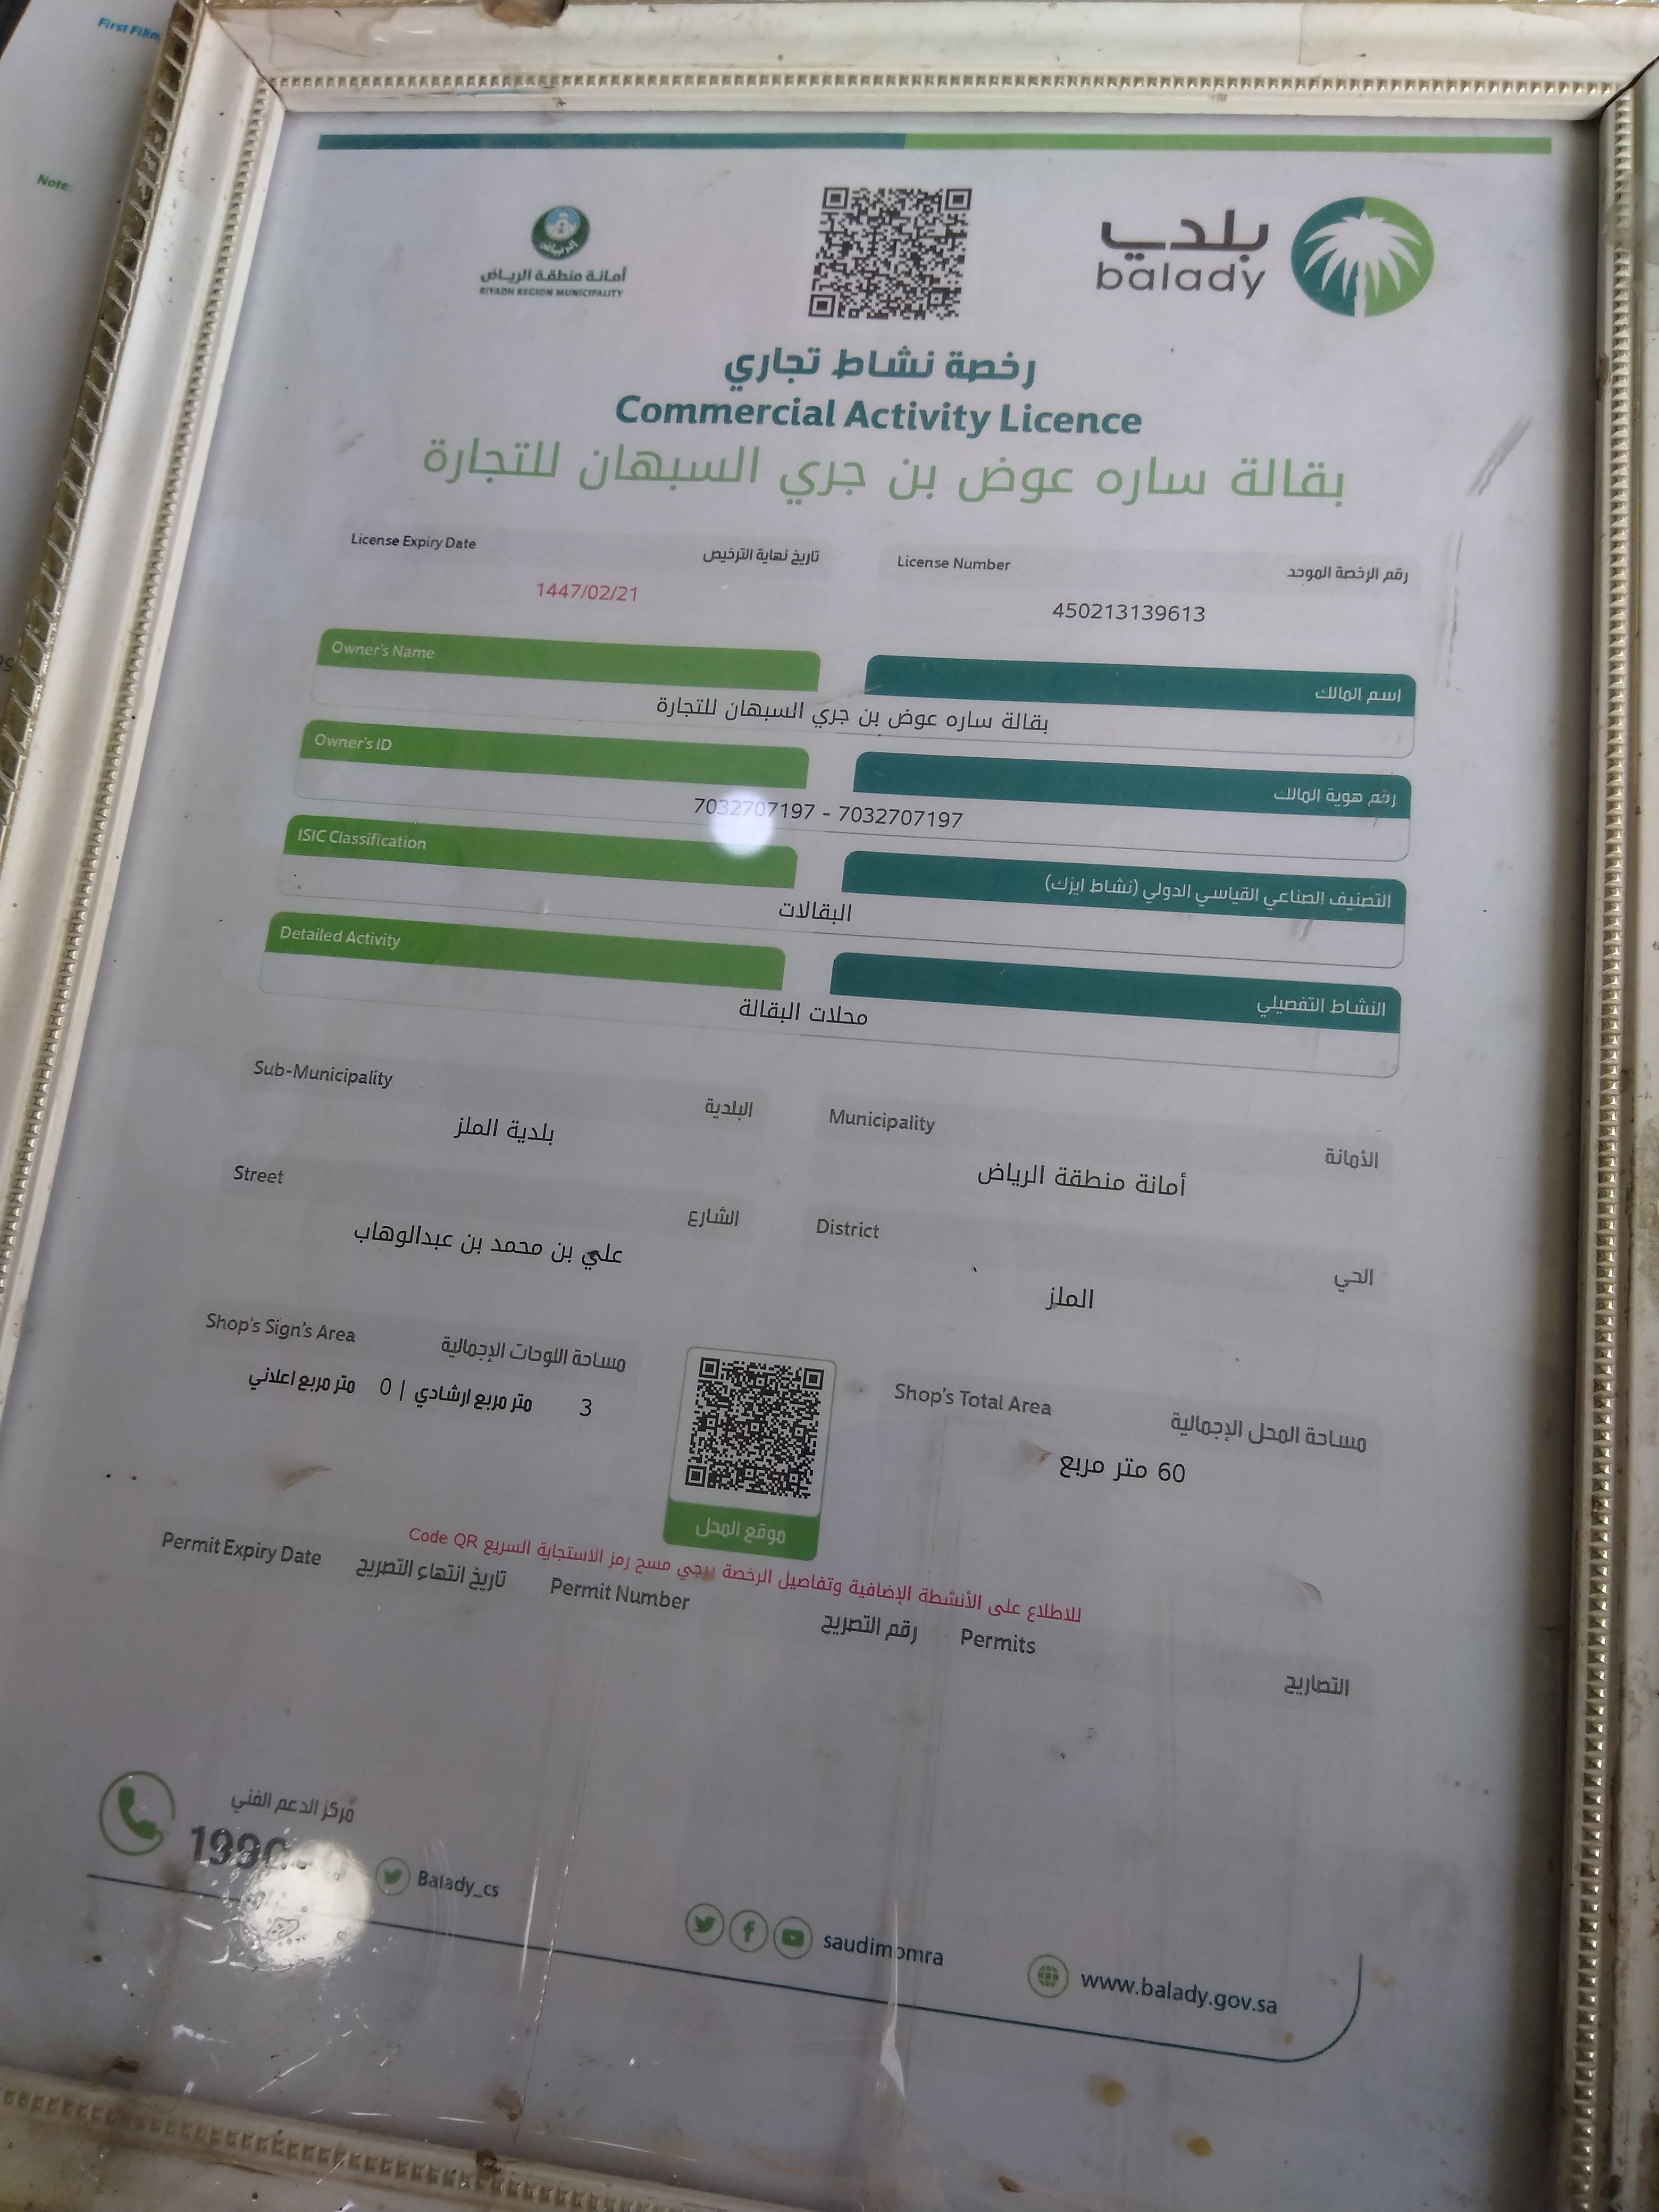 First Filin
Note:
أمانة منطقة الرياض
RIYADH REGION MUNICIPALITY
بلدي
balady
رخصة نشاط تجاري
Commercial Activity Licence
بقالة ساره عوض بن جري السبهان للتجارة
License Expiry Date تاريخ نهاية الترخيص
1447/02/21
License Number رقم الرخصة الموحد
450213139613
Owner's Name اسم المالك
بقالة ساره عوض بن جري السبهان للتجارة
Owner's ID رقم هوية المالك
7032707197 - 7032707197
ISIC Classification التصنيف الصناعي القياسي الدولي (نشاط ايزك)
البقالات
Detailed Activity النشاط التفصيلي
محلات البقالة
Sub-Municipality البلدية
بلدية الملز
Municipality الأمانة
أمانة منطقة الرياض
Street الشارع
علي بن محمد بن عبدالوهاب
District الحي
الملز
Shop's Sign's Area مساحة اللوحات الإجمالية
3 متر مربع ارشادي | 0 متر مربع اعلاني
Shop's Total Area مساحة المحل الإجمالية
60 متر مربع
موقع المحل
للاطلاع على الأنشطة الإضافية وتفاصيل الرخصة يرجي مسح رمز الاستجابة السريع Code QR
Permit Expiry Date تاريخ انتهاء التصريح
Permit Number رقم التصريح
Permits التصاريح
مركز الدعم الفني
Balady_cs
saudimomra
www.balady.gov.sa